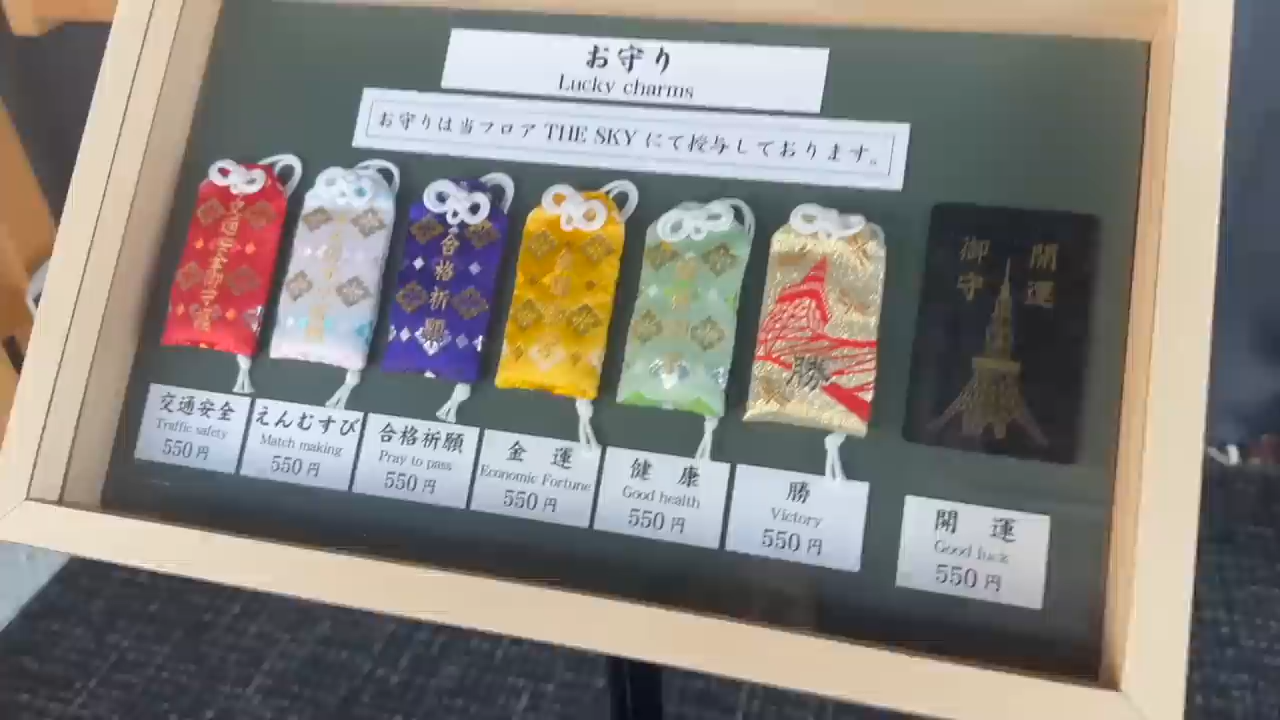 お守り
Lucky charms
お守りは当フロア THE SKY にて授与しております。
合格祈願
勝
開運
御守
交通安全
Traffic safety
550円
えんむすび
Match making
550円
合格祈願
Pray to pass
550円
金運
Economic Fortune
550円
健康
Good health
550円
勝
Victory
550円
開運
Good luck
550円